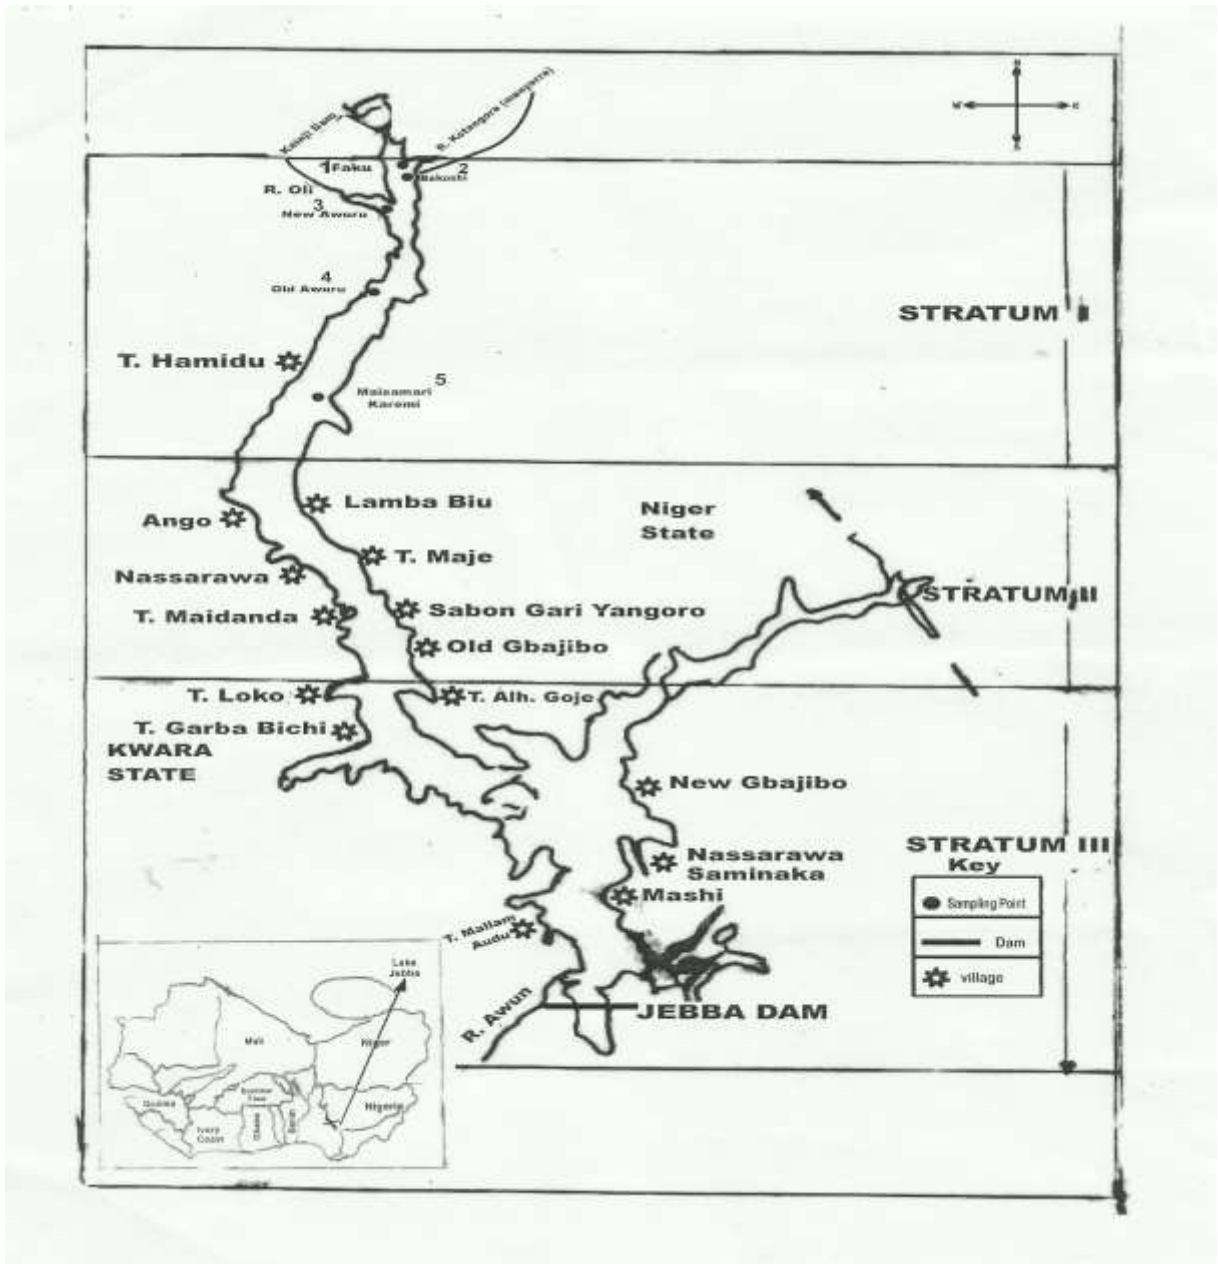 N
W
Kainji Dam
1 Faku
2
Bakoshi
R. Oli
3
New Awuru
4
Old Awuru
STRATUM
T. Hamidu
5
Maisamari
Karemi
Lamba Biu
Ango
Niger
State
T. Maje
Nassarawa
STRATUM II
Sabon Gari Yangoro
T. Maidanda
Old Gbajibo
T. Loko
T. Alh. Goje
T. Garba Bichi
KWARA
STATE
New Gbajibo
STRATUM III
Key
Nassarawa
Saminaka
Mashi
Sampling Point
T. Mallam
Audu
Dam
village
Lake
Jebba
R. Awun
JEBBA DAM
Mali
Niger
Guinea
Nigeria
Ivory
Coast
Ghana
Benin